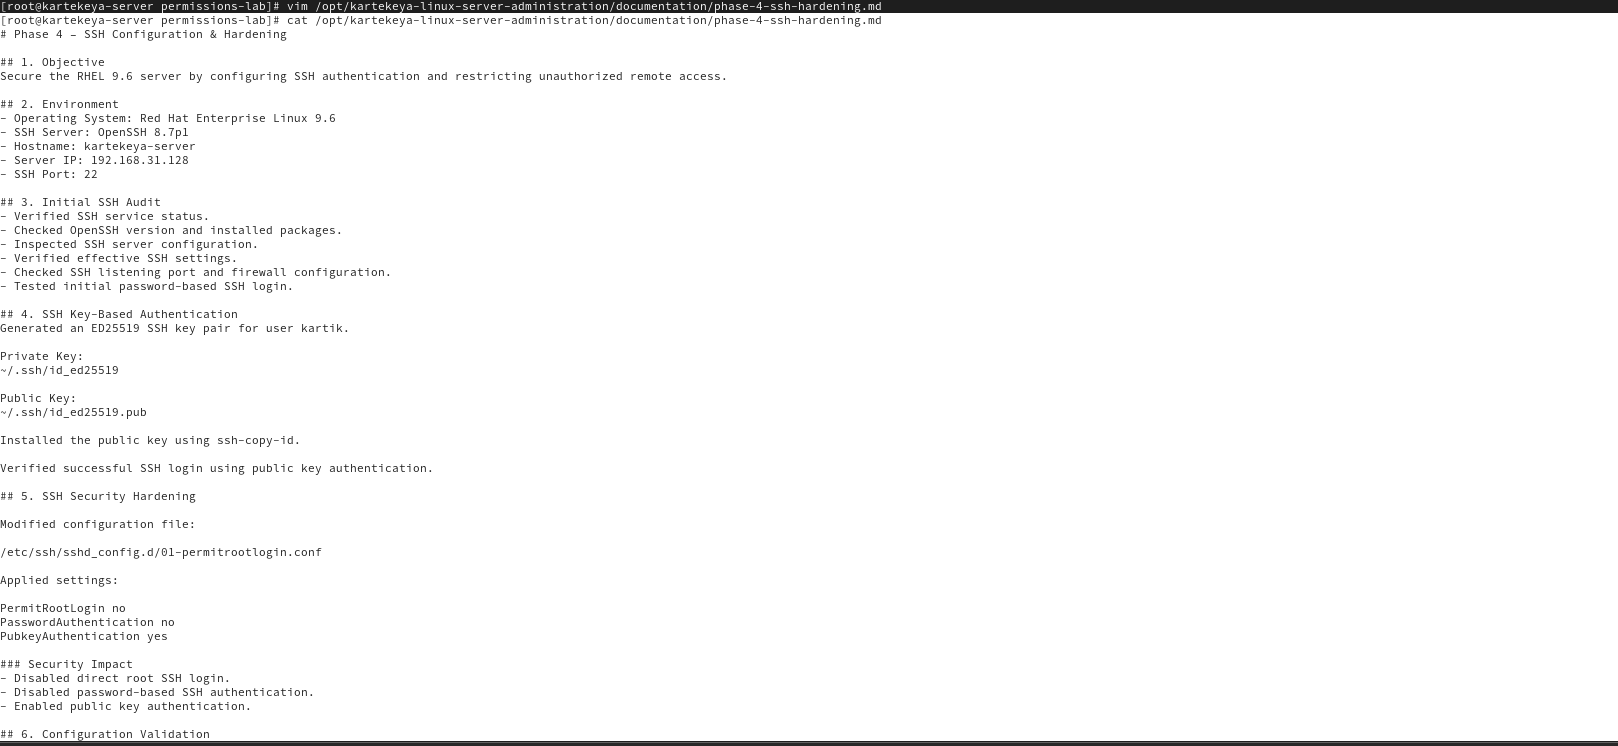 [root@kartekeya-server permissions-lab]# vim /opt/kartekeya-linux-server-administration/documentation/phase-4-ssh-hardening.md
[root@kartekeya-server permissions-lab]# cat /opt/kartekeya-linux-server-administration/documentation/phase-4-ssh-hardening.md
# Phase 4 – SSH Configuration & Hardening
## 1. Objective
Secure the RHEL 9.6 server by configuring SSH authentication and restricting unauthorized remote access.
## 2. Environment
- Operating System: Red Hat Enterprise Linux 9.6
- SSH Server: OpenSSH 8.7p1
- Hostname: kartekeya-server
- Server IP: 192.168.31.128
- SSH Port: 22
## 3. Initial SSH Audit
- Verified SSH service status.
- Checked OpenSSH version and installed packages.
- Inspected SSH server configuration.
- Verified effective SSH settings.
- Checked SSH listening port and firewall configuration.
- Tested initial password-based SSH login.
## 4. SSH Key-Based Authentication
Generated an ED25519 SSH key pair for user kartik.
Private Key:
~/.ssh/id_ed25519
Public Key:
~/.ssh/id_ed25519.pub
Installed the public key using ssh-copy-id.
Verified successful SSH login using public key authentication.
## 5. SSH Security Hardening
Modified configuration file:
/etc/ssh/sshd_config.d/01-permitrootlogin.conf
Applied settings:
PermitRootLogin no
PasswordAuthentication no
PubkeyAuthentication yes
### Security Impact
- Disabled direct root SSH login.
- Disabled password-based SSH authentication.
- Enabled public key authentication.
## 6. Configuration Validation